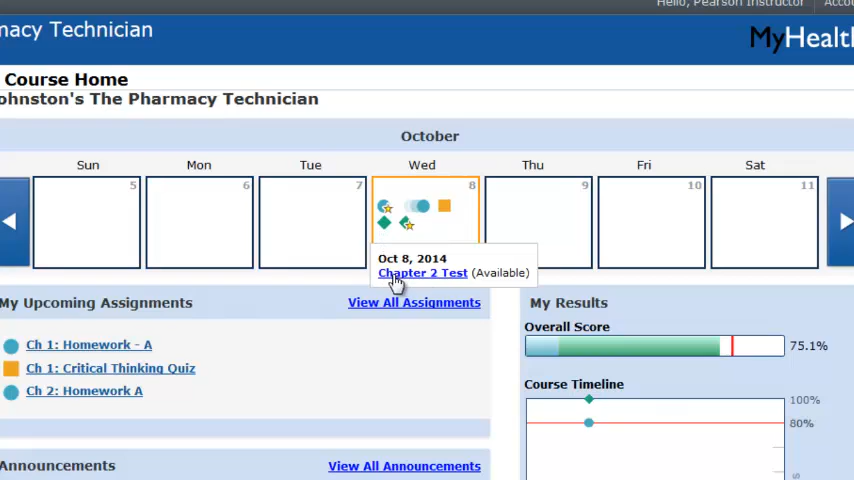 Hello, Pearson Instructor
Acco
macy Technician
MyHealth
Course Home
ohnston's The Pharmacy Technician
October
Sun Mon Tue Wed Thu Fri Sat
5 6 7 8 9 10 11
Oct 8, 2014
Chapter 2 Test (Available)
My Upcoming Assignments
View All Assignments
Ch 1: Homework - A
Ch 1: Critical Thinking Quiz
Ch 2: Homework A
My Results
Overall Score
75.1%
Course Timeline
100%
80%
Announcements
View All Announcements